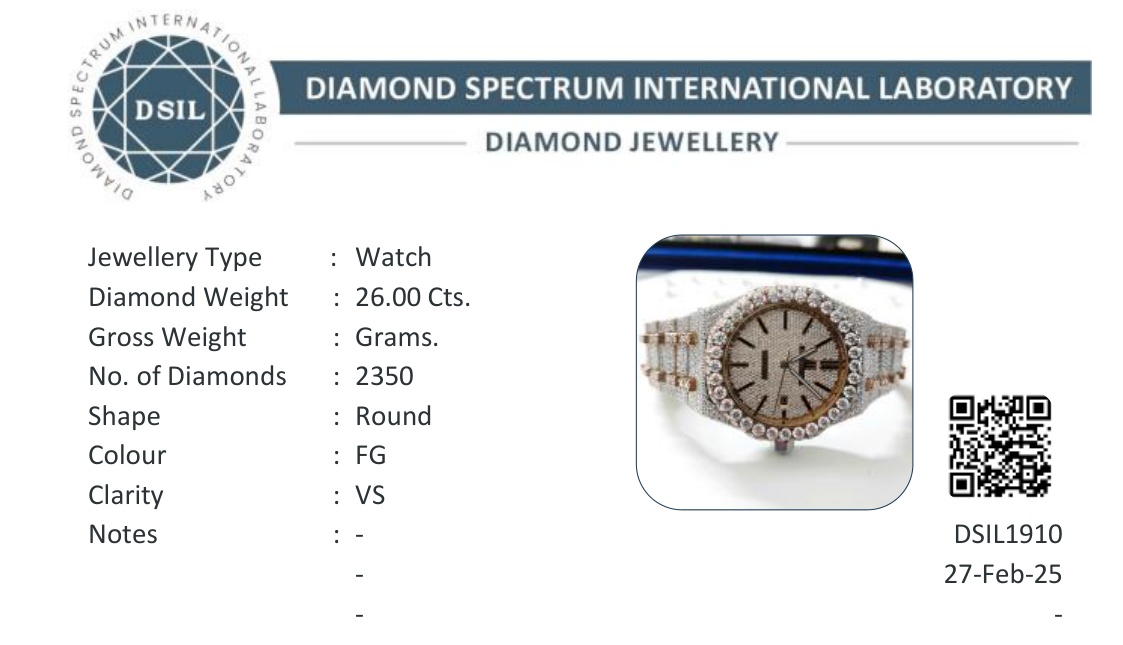 DIAMOND SPECTRUM INTERNATIONAL LABORATORY
DSIL
DIAMOND SPECTRUM INTERNATIONAL LABORATORY
DIAMOND JEWELLERY
Jewellery Type : Watch
Diamond Weight : 26.00 Cts.
Gross Weight : Grams.
No. of Diamonds : 2350
Shape : Round
Colour : FG
Clarity : VS
Notes : -
-
-
DSIL1910
27-Feb-25
-